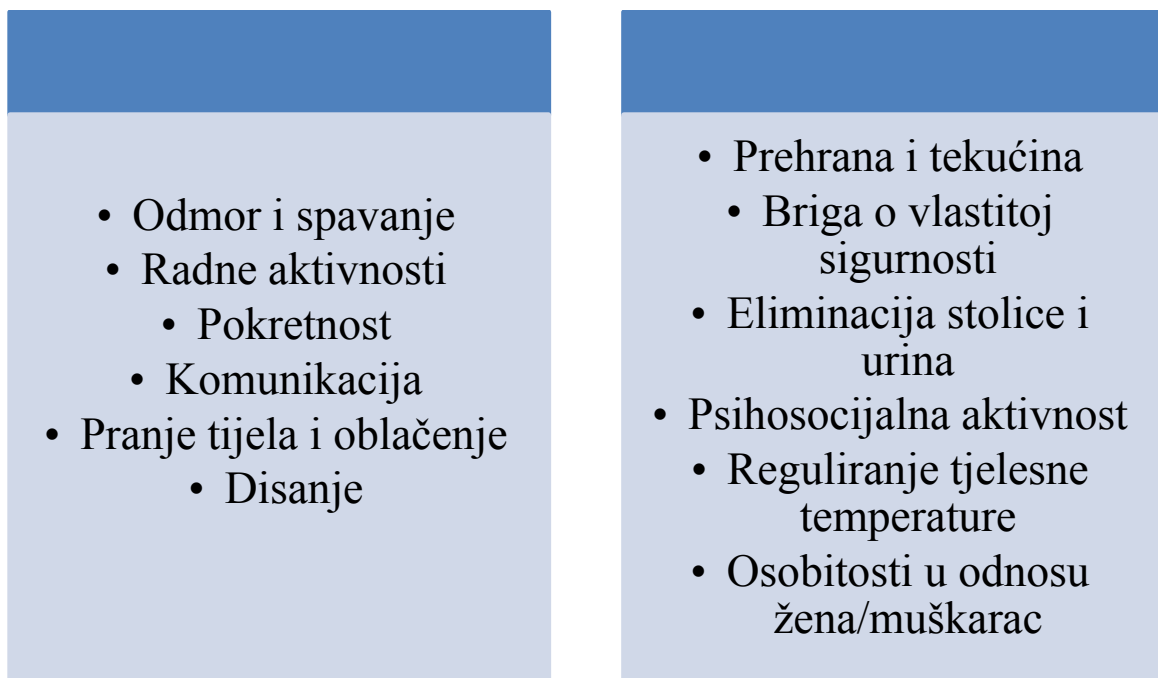 • Odmor i spavanje
• Radne aktivnosti
• Pokretnost
• Komunikacija
• Pranje tijela i oblačenje
• Disanje
• Prehrana i tekućina
• Briga o vlastitoj
sigurnosti
• Eliminacija stolice i
urina
• Psihosocijalna aktivnost
• Reguliranje tjelesne
temperature
• Osobitosti u odnosu
žena/muškarac